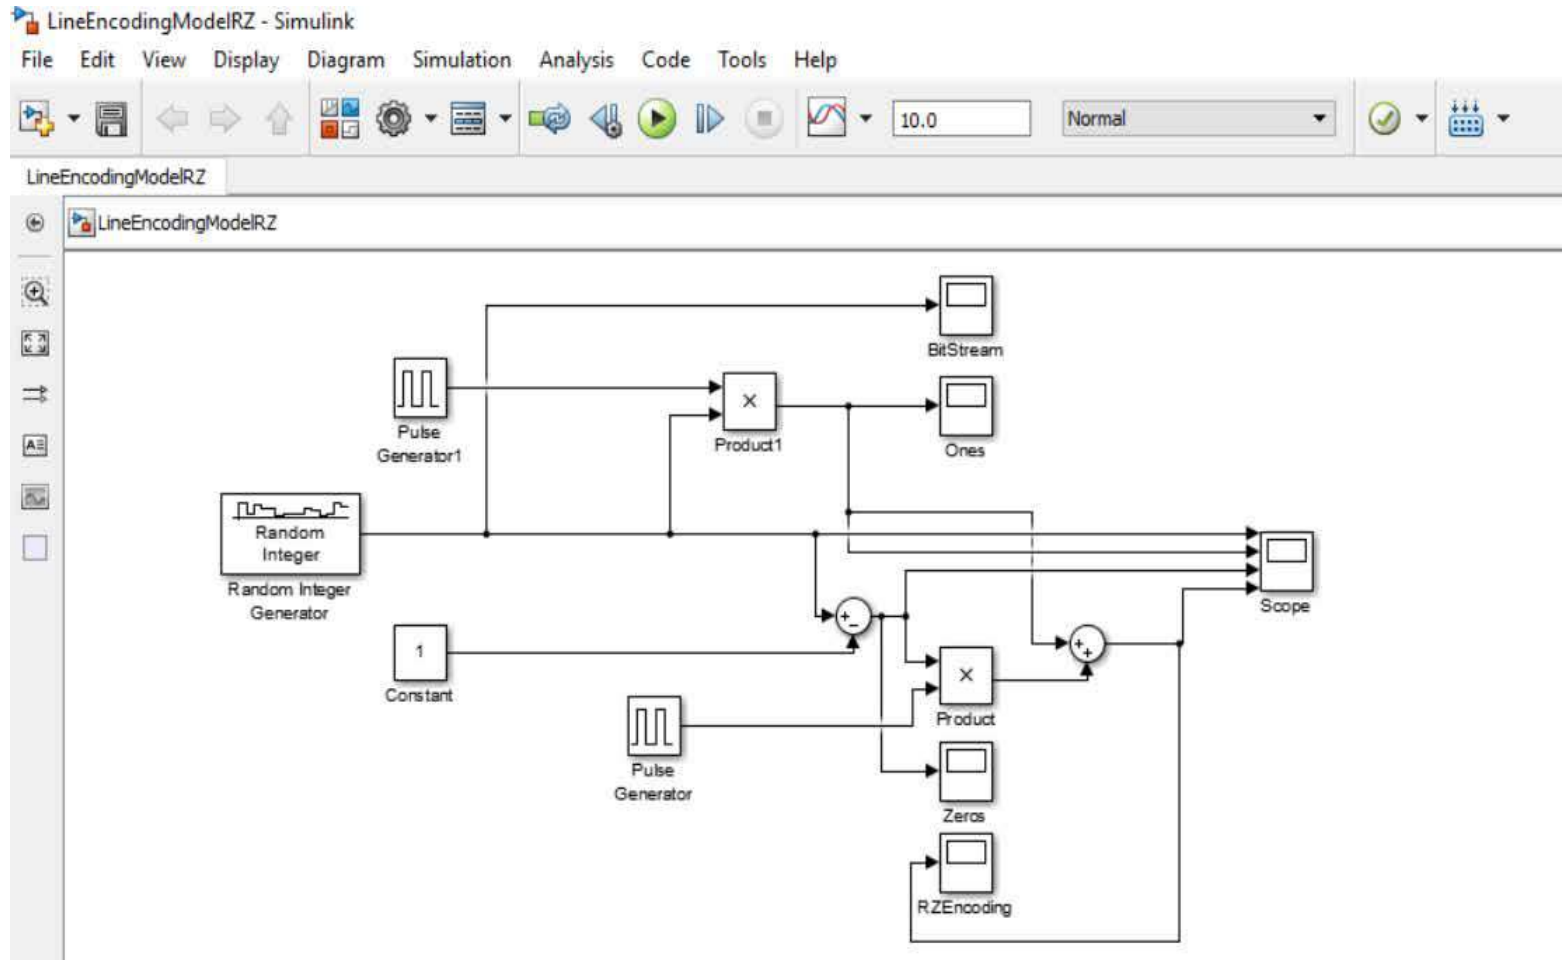 LineEncodingModelRZ - Simulink
File Edit View Display Diagram Simulation Analysis Code Tools Help
10.0 Normal
LineEncodingModelRZ
LineEncodingModelRZ
BitStream
Pulse
Generator1
×
Product1
Ones
Random
Integer
Random Integer
Generator
Scope
1
Constant
×
Product
Pulse
Generator
Zeros
RZEncoding